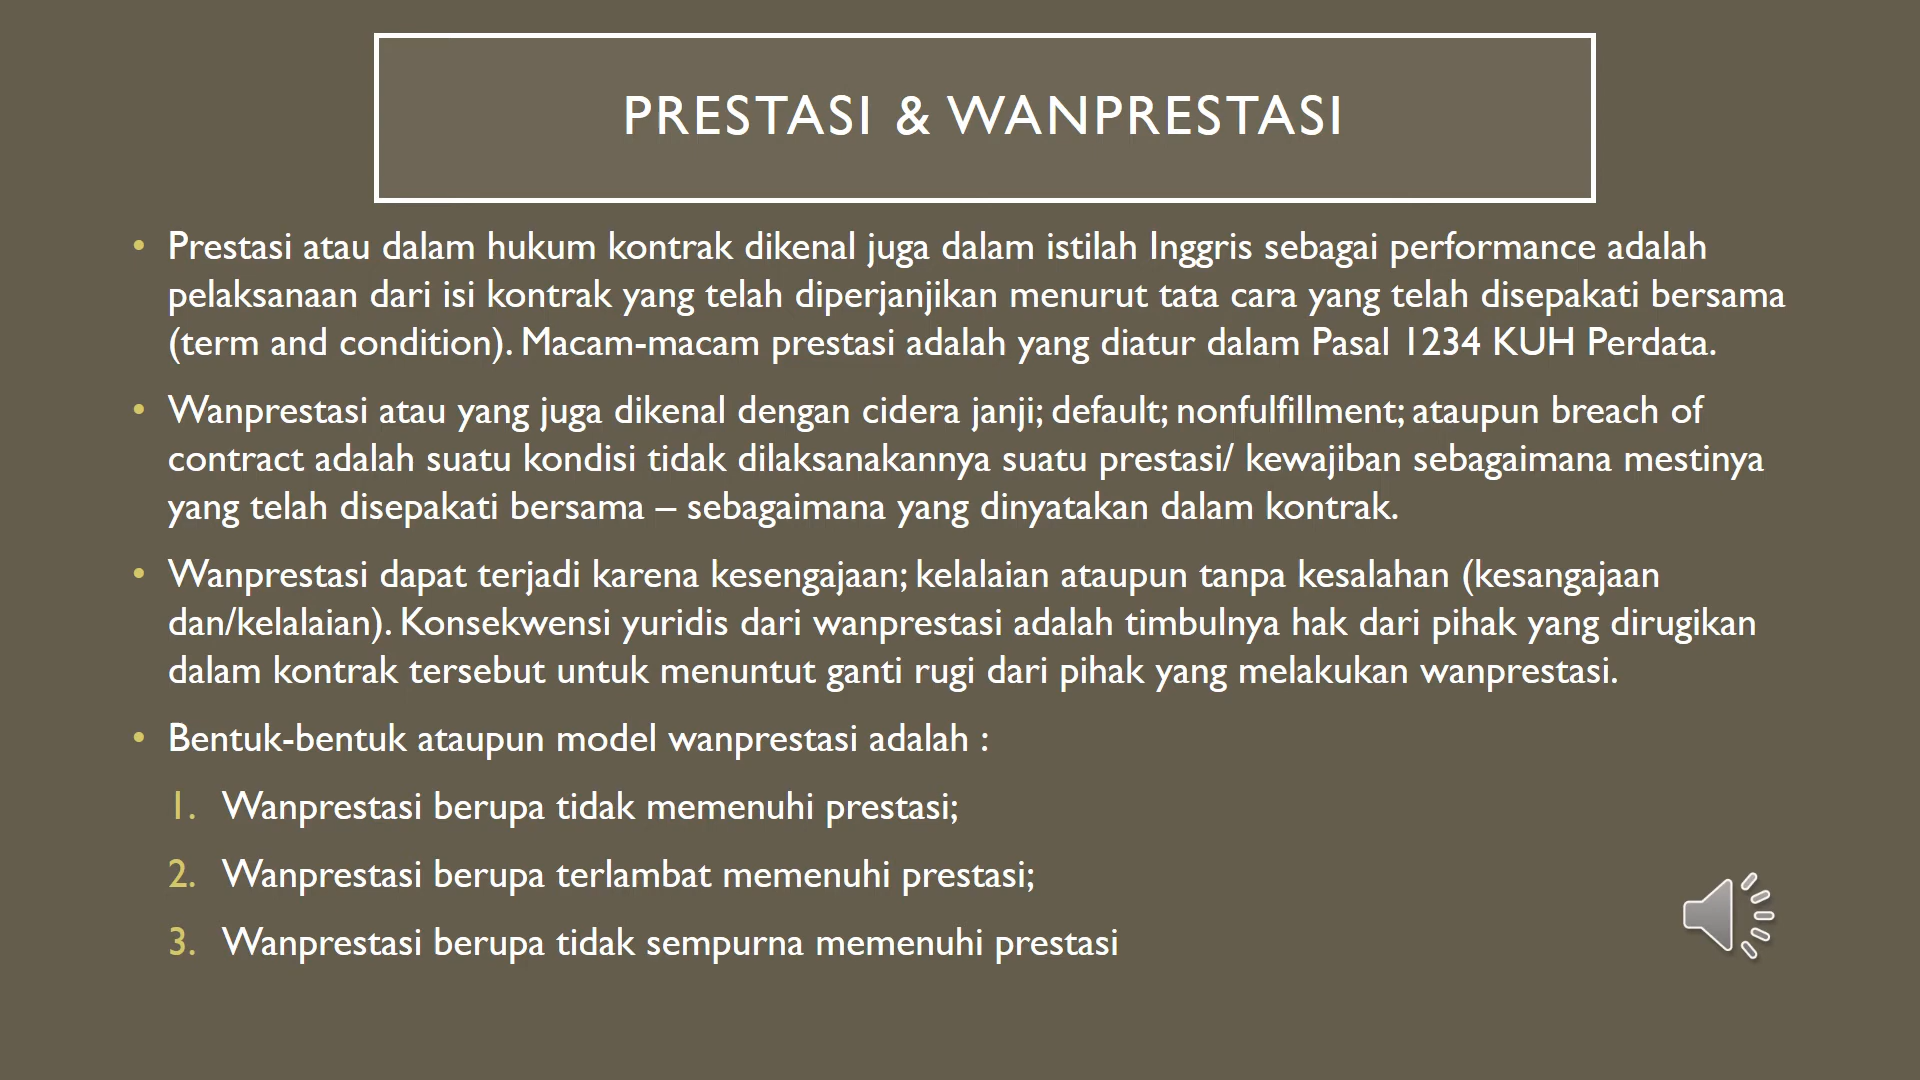 PRESTASI & WANPRESTASI
• Prestasi atau dalam hukum kontrak dikenal juga dalam istilah Inggris sebagai performance adalah
pelaksanaan dari isi kontrak yang telah diperjanjikan menurut tata cara yang telah disepakati bersama
(term and condition). Macam-macam prestasi adalah yang diatur dalam Pasal 1234 KUH Perdata.
• Wanprestasi atau yang juga dikenal dengan cidera janji; default; nonfulfillment; ataupun breach of
contract adalah suatu kondisi tidak dilaksanakannya suatu prestasi/ kewajiban sebagaimana mestinya
yang telah disepakati bersama – sebagaimana yang dinyatakan dalam kontrak.
• Wanprestasi dapat terjadi karena kesengajaan; kelalaian ataupun tanpa kesalahan (kesangajaan
dan/kelalaian). Konsekwensi yuridis dari wanprestasi adalah timbulnya hak dari pihak yang dirugikan
dalam kontrak tersebut untuk menuntut ganti rugi dari pihak yang melakukan wanprestasi.
• Bentuk-bentuk ataupun model wanprestasi adalah :
1. Wanprestasi berupa tidak memenuhi prestasi;
2. Wanprestasi berupa terlambat memenuhi prestasi;
3. Wanprestasi berupa tidak sempurna memenuhi prestasi